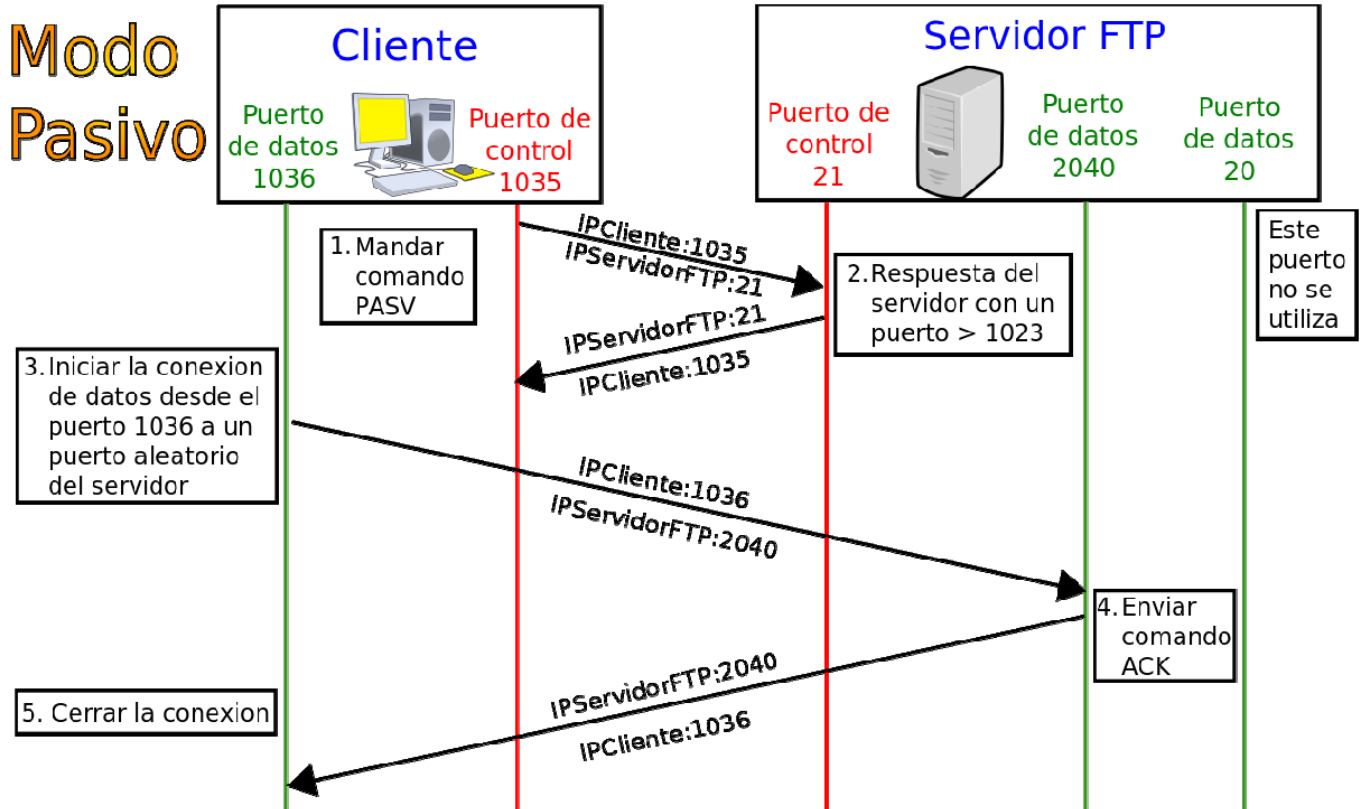 Modo
Pasivo
Cliente
Puerto
de datos
1036
Puerto de
control
1035
Servidor FTP
Puerto de
control
21
Puerto
de datos
2040
Puerto
de datos
20
1. Mandar
comando
PASV
IPCliente:1035
IPServidorFTP:21
2. Respuesta del
servidor con un
puerto > 1023
Este
puerto
no se
utiliza
IPServidorFTP:21
IPCliente:1035
3. Iniciar la conexion
de datos desde el
puerto 1036 a un
puerto aleatorio
del servidor
IPCliente:1036
IPServidorFTP:2040
4. Enviar
comando
ACK
IPServidorFTP:2040
IPCliente:1036
5. Cerrar la conexion